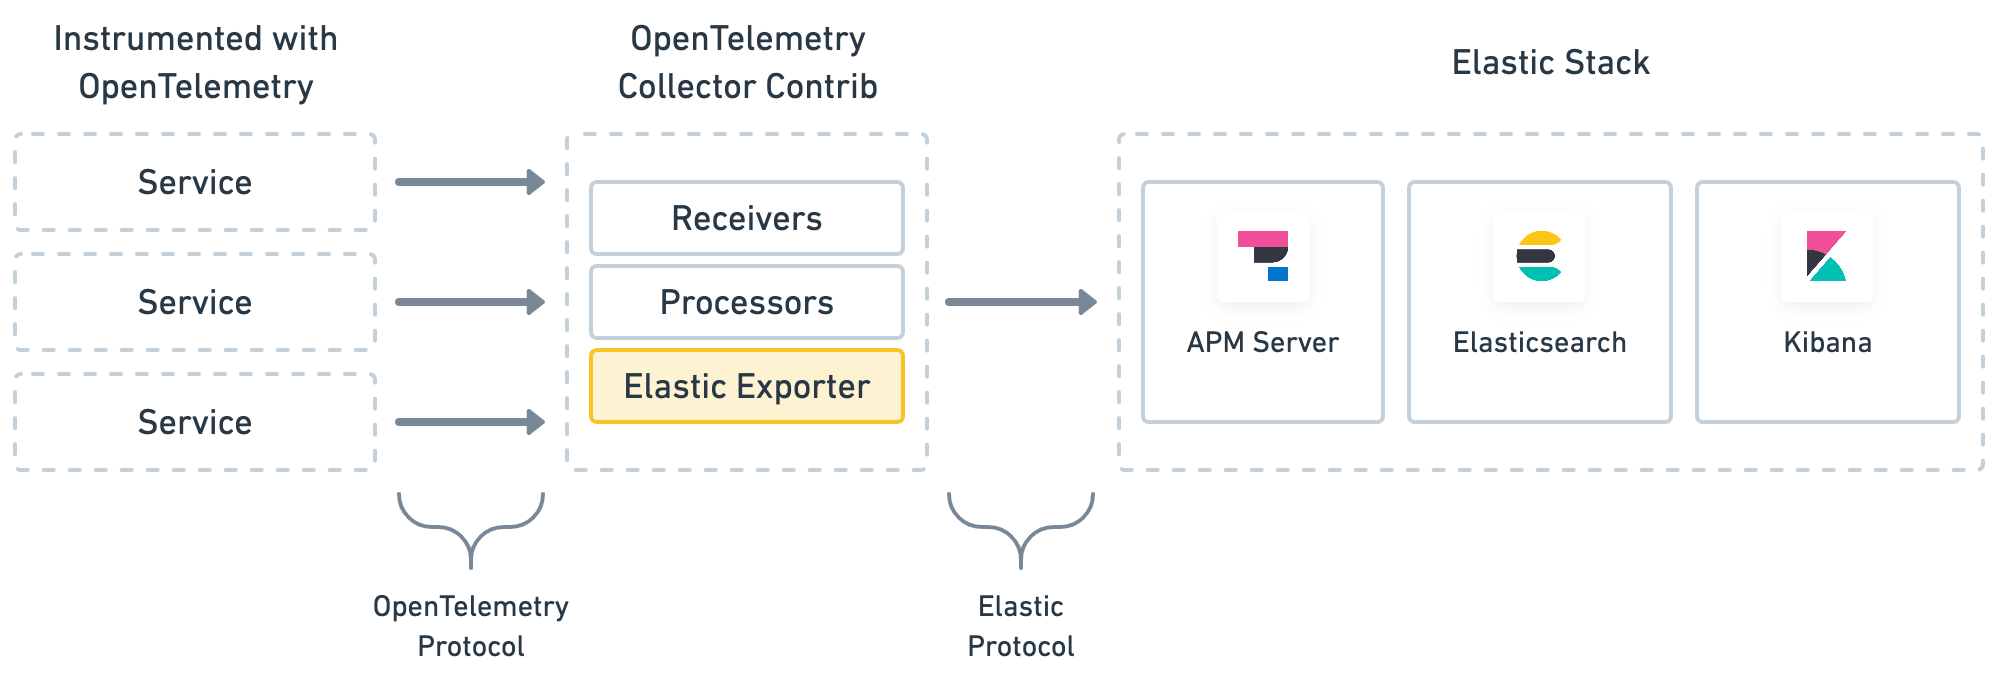 Instrumented with
OpenTelemetry
OpenTelemetry
Collector Contrib
Elastic Stack
Service
Service
Service
Receivers
Processors
Elastic Exporter
APM Server
Elasticsearch
Kibana
OpenTelemetry
Protocol
Elastic
Protocol